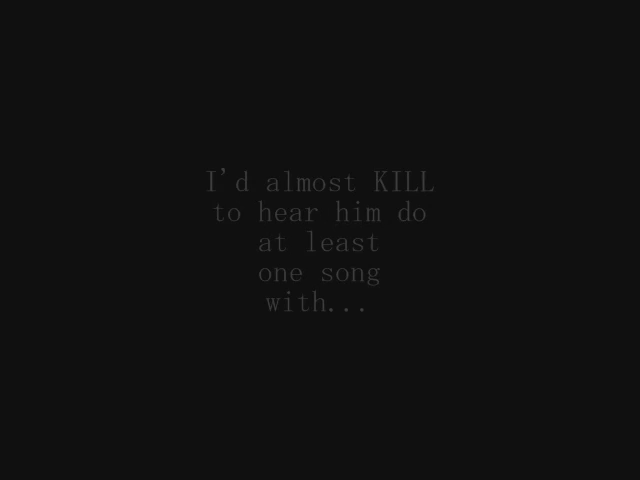 I'd almost KILL
to hear him do
at least
one song
with...